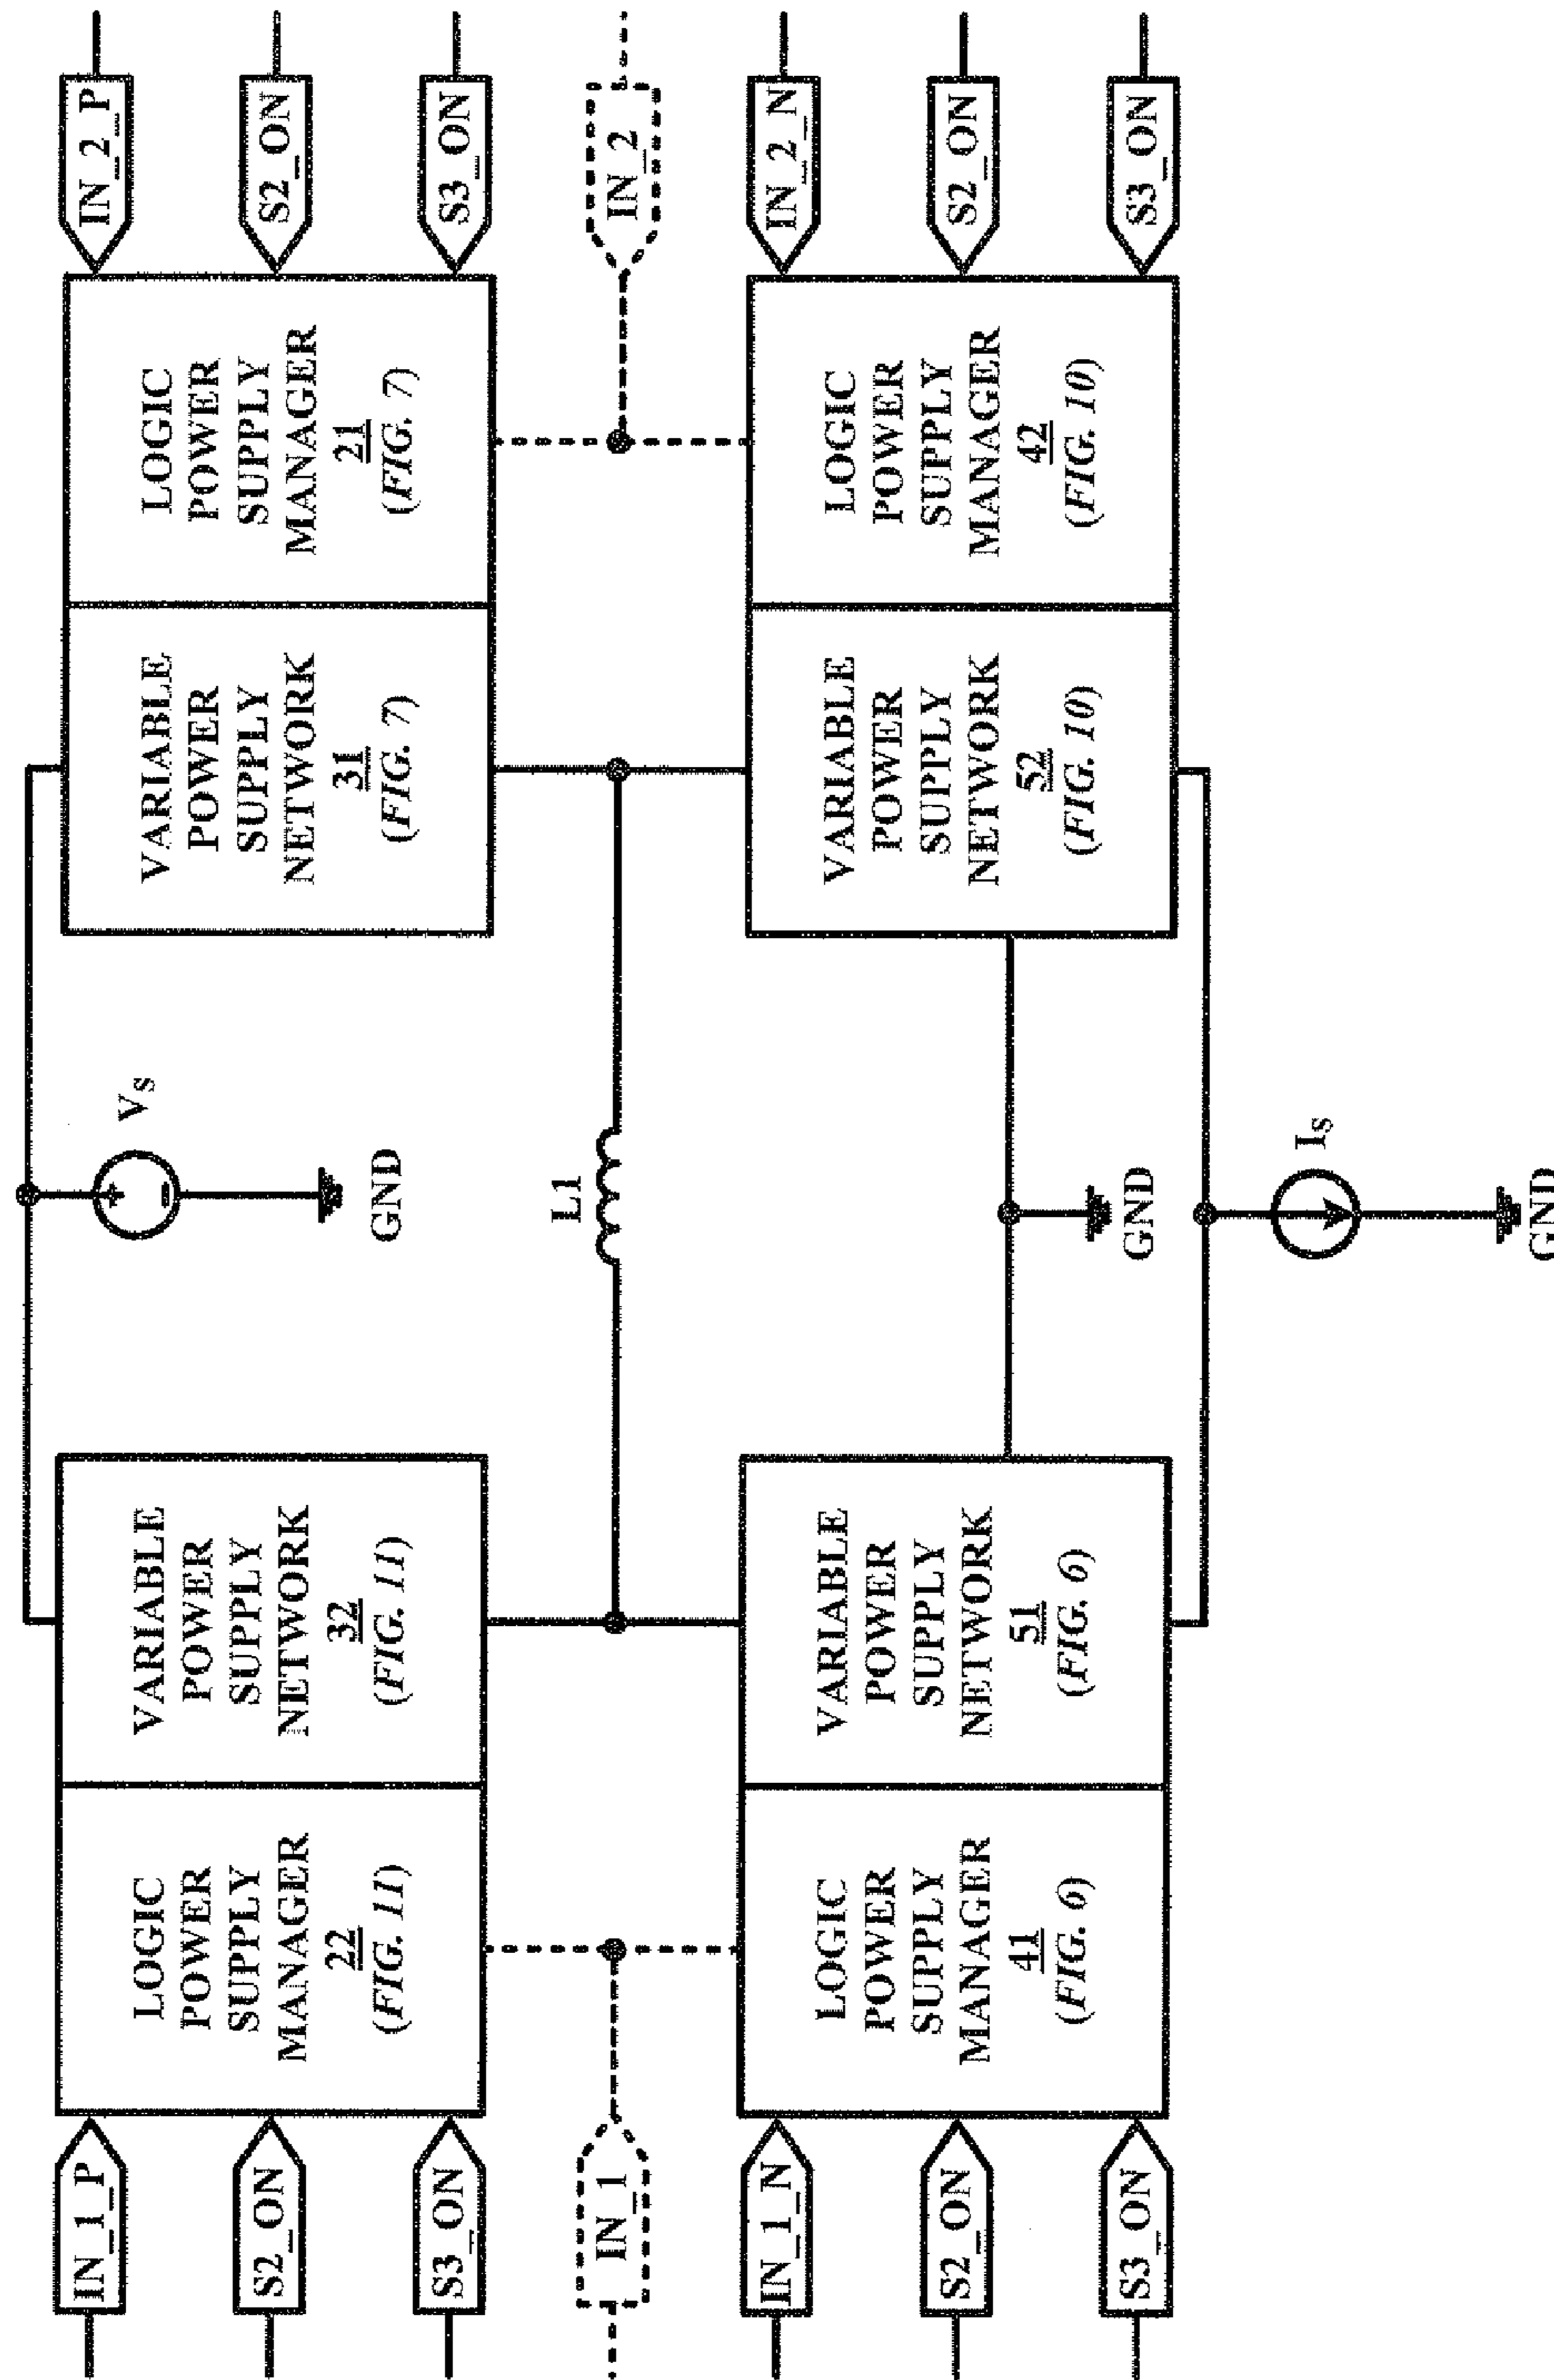 IN_1_P
S2_ON
S3_ON
LOGIC
POWER
SUPPLY
MANAGER
22
(FIG. 11)
VARIABLE
POWER
SUPPLY
NETWORK
32
(FIG. 11)
+
−
VS
GND
VARIABLE
POWER
SUPPLY
NETWORK
31
(FIG. 7)
LOGIC
POWER
SUPPLY
MANAGER
21
(FIG. 7)
IN_2_P
S2_ON
S3_ON
IN_1
L1
IN_2
IN_1_N
S2_ON
S3_ON
LOGIC
POWER
SUPPLY
MANAGER
41
(FIG. 6)
VARIABLE
POWER
SUPPLY
NETWORK
51
(FIG. 6)
GND
VARIABLE
POWER
SUPPLY
NETWORK
52
(FIG. 10)
LOGIC
POWER
SUPPLY
MANAGER
42
(FIG. 10)
IN_2_N
S2_ON
S3_ON
IS
GND